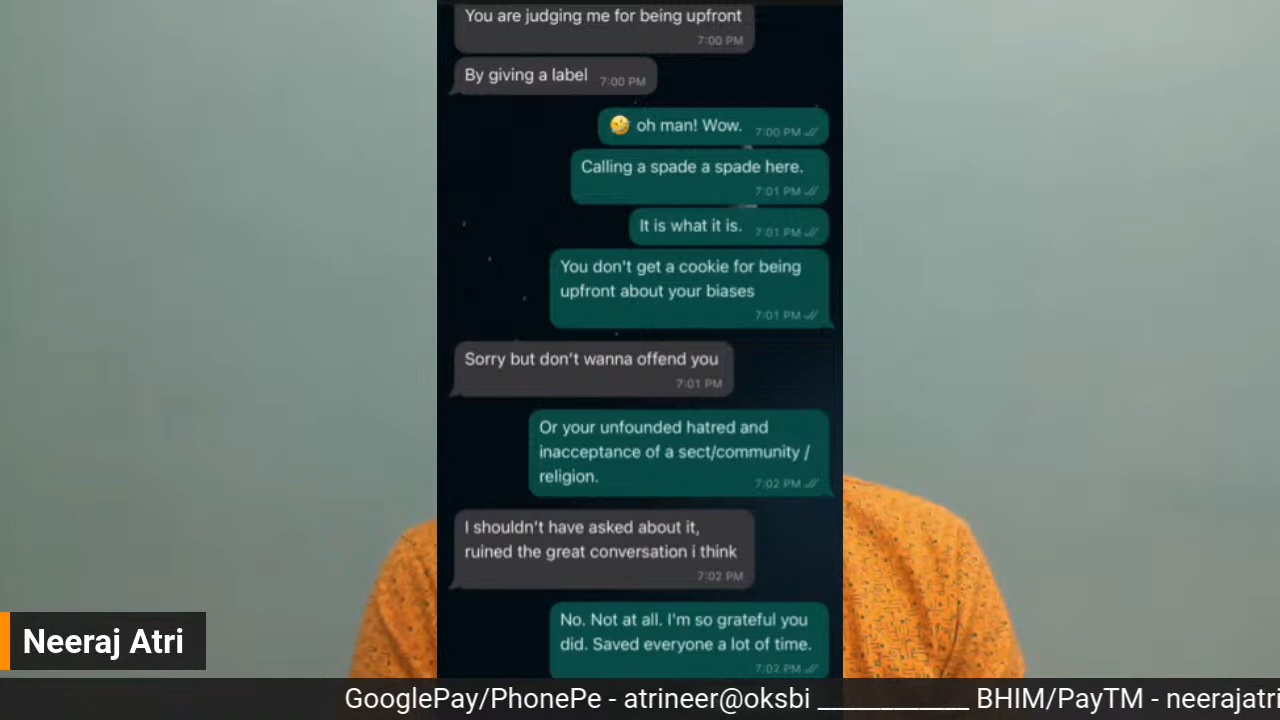 You are judging me for being upfront
7:00 PM
By giving a label 7:00 PM
🤣 oh man! Wow. 7:00 PM
Calling a spade a spade here.
7:01 PM
It is what it is. 7:01 PM
You don't get a cookie for being
upfront about your biases
7:01 PM
Sorry but don't wanna offend you
7:01 PM
Or your unfounded hatred and
inacceptance of a sect/community /
religion. 7:02 PM
I shouldn't have asked about it,
ruined the great conversation i think
7:02 PM
No. Not at all. I'm so grateful you
did. Saved everyone a lot of time.
7:02 PM
Neeraj Atri
GooglePay/PhonePe - atrineer@oksbi ____________ BHIM/PayTM - neerajatri